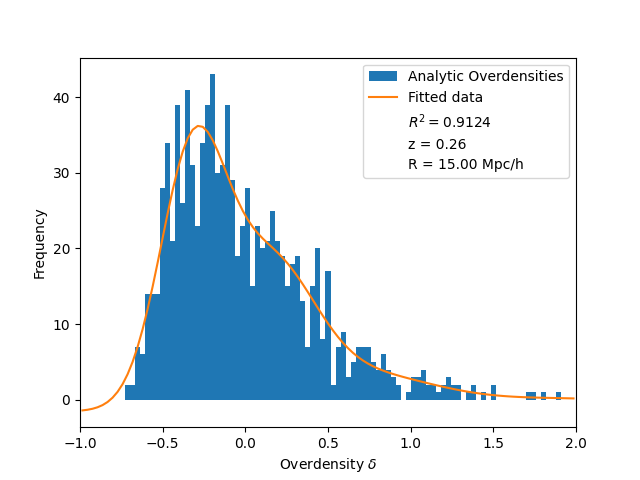 Analytic Overdensities
Fitted data
R² = 0.9124
z = 0.26
R = 15.00 Mpc/h
40
30
20
10
0
Frequency
−1.0 −0.5 0.0 0.5 1.0 1.5 2.0
Overdensity δ